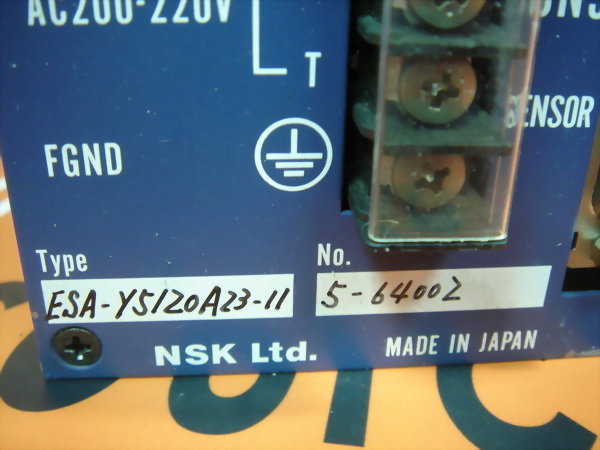 AC200-220V
T
FGND
SENSOR
Type
No.
ESA-Y5120A23-11
5-64002
NSK Ltd.
MADE IN JAPAN